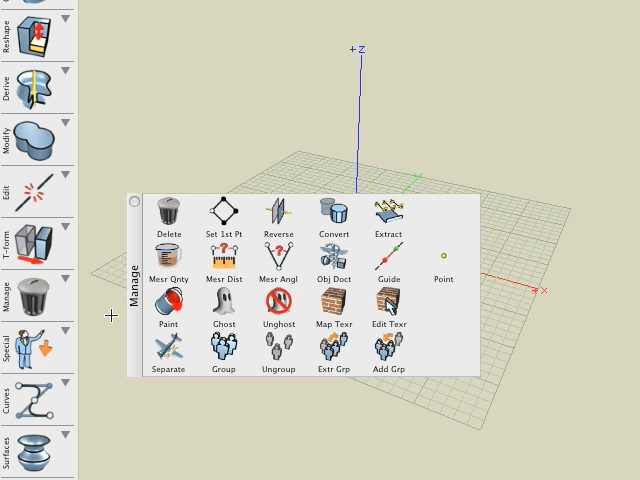 Reshape
Derive
Modify
Edit
T-form
Manage
Special
Curves
Surfaces
+Z
Y
+X
Manage
Delete Set 1st Pt Reverse Convert Extract
Mesr Qnty Mesr Dist Mesr Angl Obj Doct Guide Point
Paint Ghost Unghost Map Texr Edit Texr
Separate Group Ungroup Extr Grp Add Grp